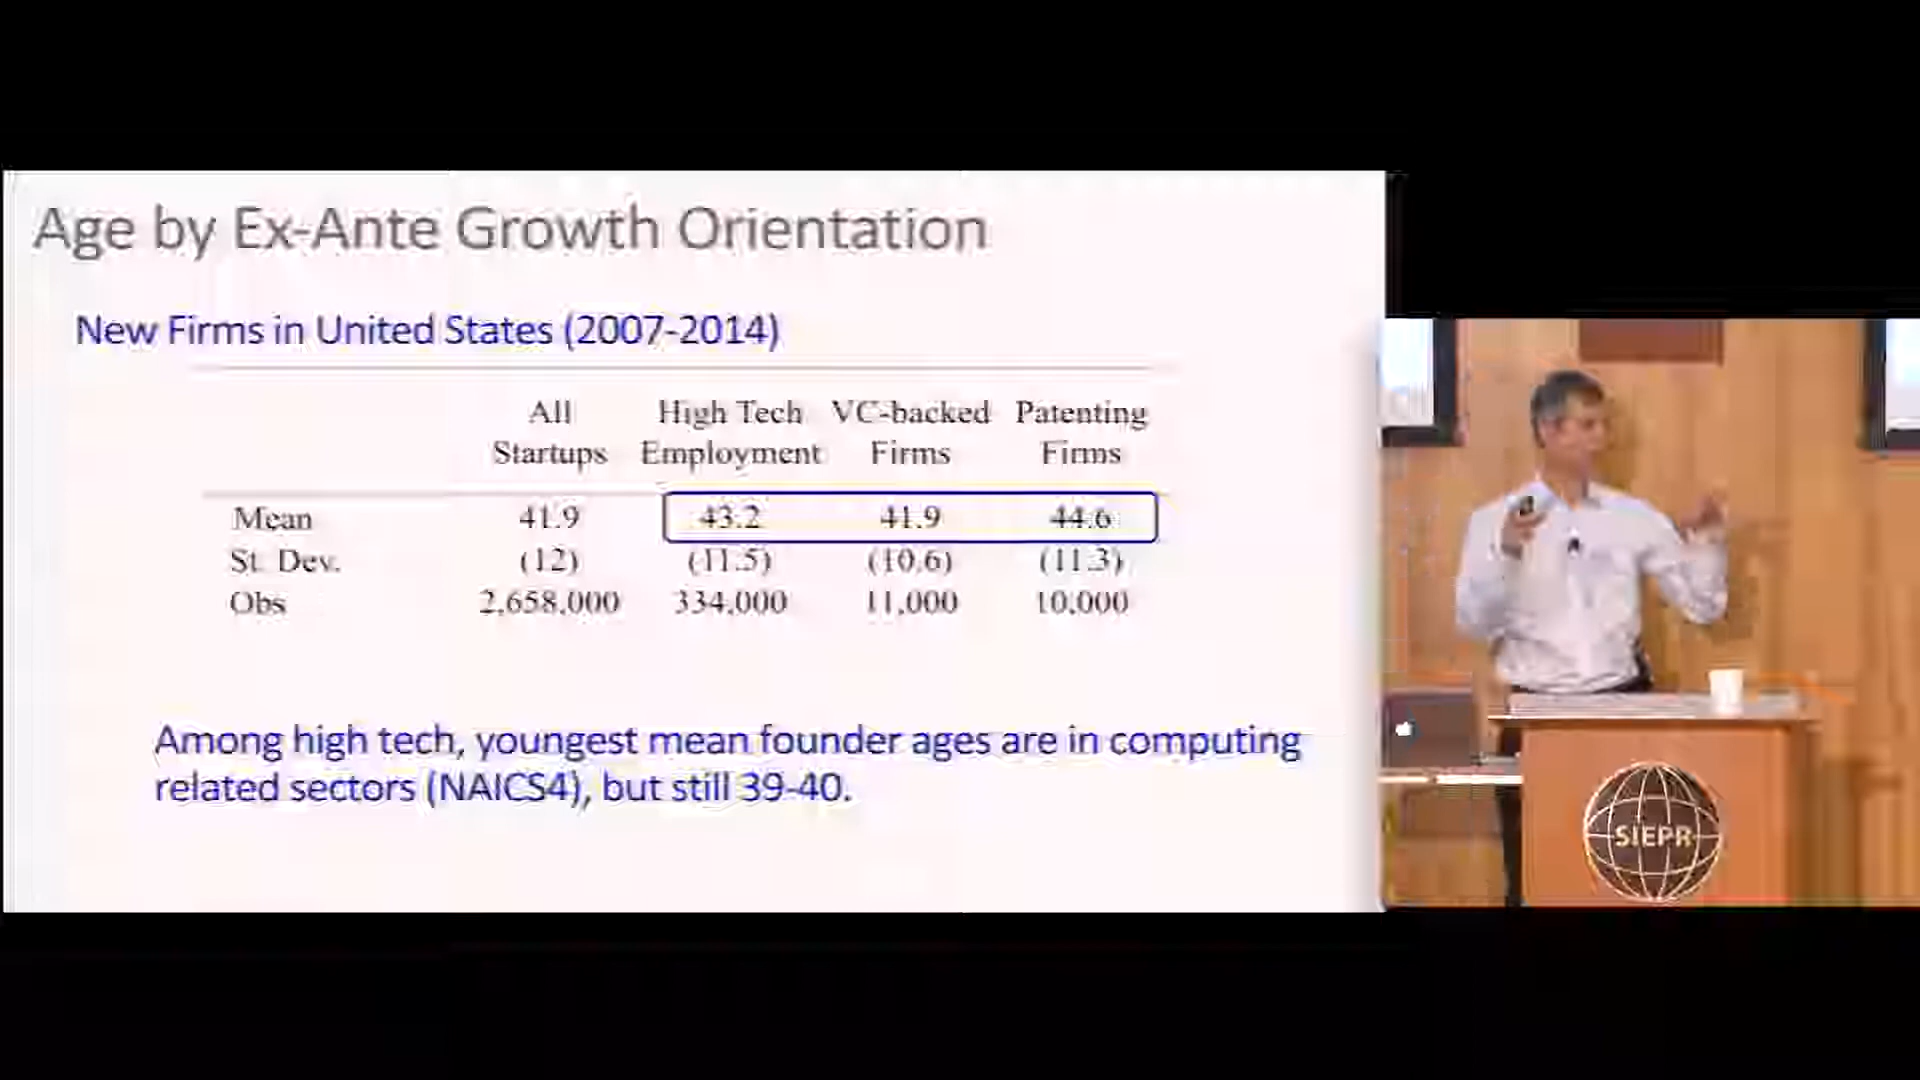 Age by Ex-Ante Growth Orientation
New Firms in United States (2007-2014)
All High Tech VC-backed Patenting
Startups Employment Firms Firms
Mean 41.9 43.2 41.9 44.6
St. Dev. (12) (11.5) (10.6) (11.3)
Obs 2,658,000 334,000 11,000 10,000
Among high tech, youngest mean founder ages are in computing
related sectors (NAICS4), but still 39-40.
SIEPR